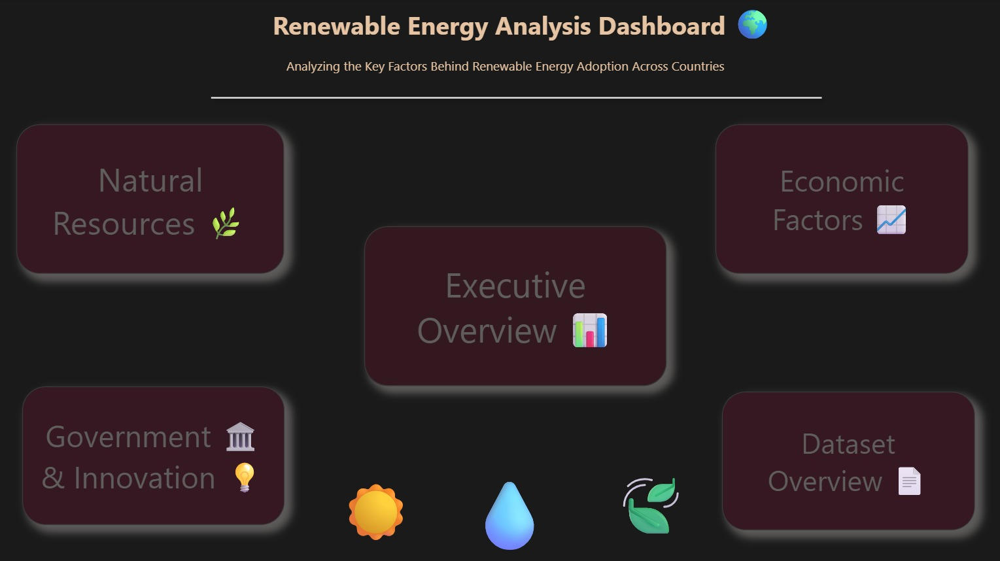 Renewable Energy Analysis Dashboard
Analyzing the Key Factors Behind Renewable Energy Adoption Across Countries
Natural
Resources
Economic
Factors
Executive
Overview
Government
& Innovation
Dataset
Overview